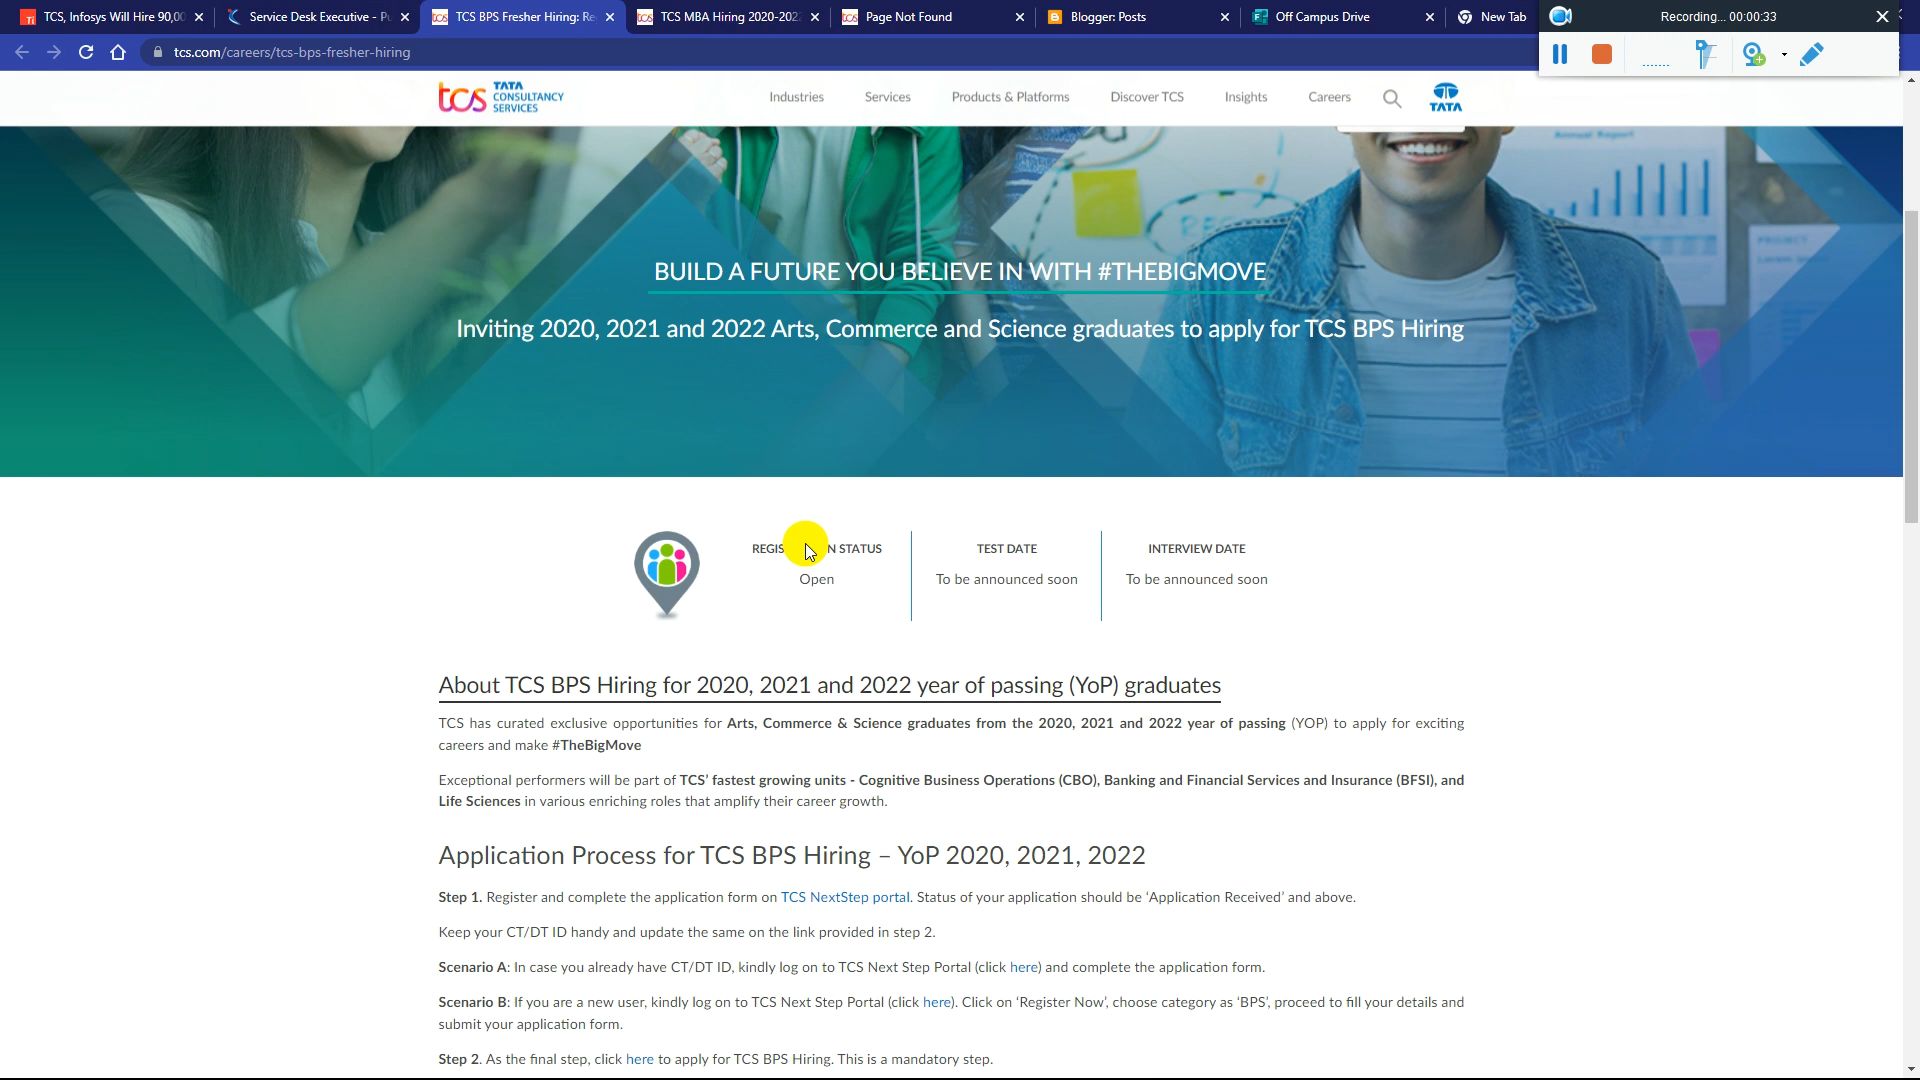 TCS, Infosys Will Hire 90,00
Service Desk Executive - Pu
TCS BPS Fresher Hiring: Re
TCS MBA Hiring 2020-202
Page Not Found
Blogger: Posts
Off Campus Drive
New Tab
Recording... 00:00:33
tcs.com/careers/tcs-bps-fresher-hiring
tcs TATA CONSULTANCY SERVICES
Industries
Services
Products & Platforms
Discover TCS
Insights
Careers
TATA
Annual Report
BUILD A FUTURE YOU BELIEVE IN WITH #THEBIGMOVE
Inviting 2020, 2021 and 2022 Arts, Commerce and Science graduates to apply for TCS BPS Hiring
REGIS N STATUS
TEST DATE
INTERVIEW DATE
Open
To be announced soon
To be announced soon
About TCS BPS Hiring for 2020, 2021 and 2022 year of passing (YoP) graduates
TCS has curated exclusive opportunities for Arts, Commerce & Science graduates from the 2020, 2021 and 2022 year of passing (YOP) to apply for exciting
careers and make #TheBigMove
Exceptional performers will be part of TCS' fastest growing units - Cognitive Business Operations (CBO), Banking and Financial Services and Insurance (BFSI), and
Life Sciences in various enriching roles that amplify their career growth.
Application Process for TCS BPS Hiring – YoP 2020, 2021, 2022
Step 1. Register and complete the application form on TCS NextStep portal. Status of your application should be 'Application Received' and above.
Keep your CT/DT ID handy and update the same on the link provided in step 2.
Scenario A: In case you already have CT/DT ID, kindly log on to TCS Next Step Portal (click here) and complete the application form.
Scenario B: If you are a new user, kindly log on to TCS Next Step Portal (click here). Click on 'Register Now', choose category as 'BPS', proceed to fill your details and
submit your application form.
Step 2. As the final step, click here to apply for TCS BPS Hiring. This is a mandatory step.